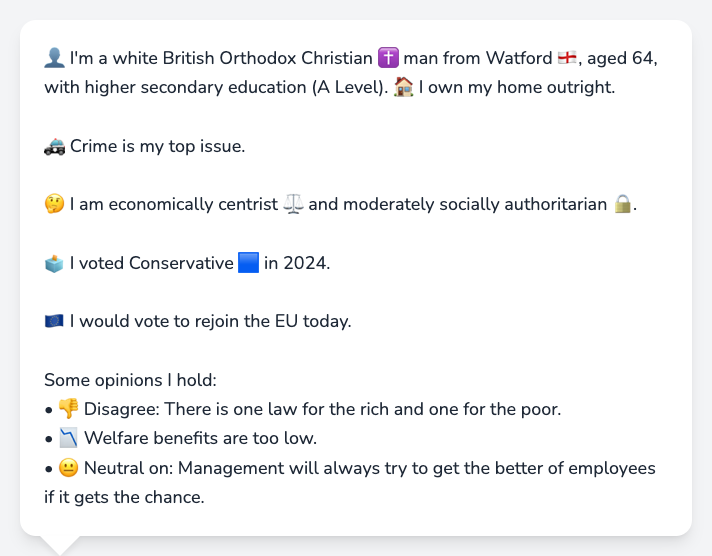 👤 I'm a white British Orthodox Christian ✝️ man from Watford 🏴󠁧󠁢󠁥󠁮󠁧󠁿, aged 64,
with higher secondary education (A Level). 🏠 I own my home outright.
🚓 Crime is my top issue.
🤔 I am economically centrist ⚖️ and moderately socially authoritarian 🔒.
🗳️ I voted Conservative 🟦 in 2024.
🇪🇺 I would vote to rejoin the EU today.
Some opinions I hold:
• 👎 Disagree: There is one law for the rich and one for the poor.
• 📉 Welfare benefits are too low.
• 😐 Neutral on: Management will always try to get the better of employees
if it gets the chance.